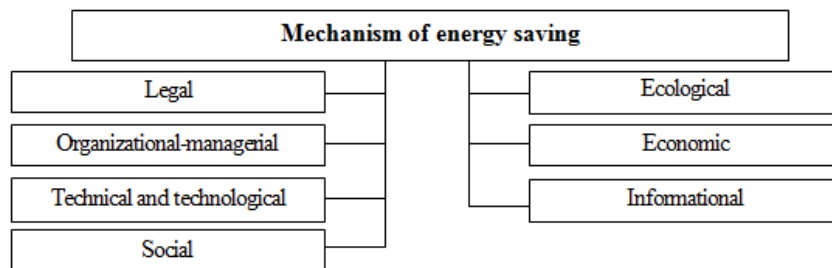 Mechanism of energy saving
Legal
Organizational-managerial
Technical and technological
Social
Ecological
Economic
Informational